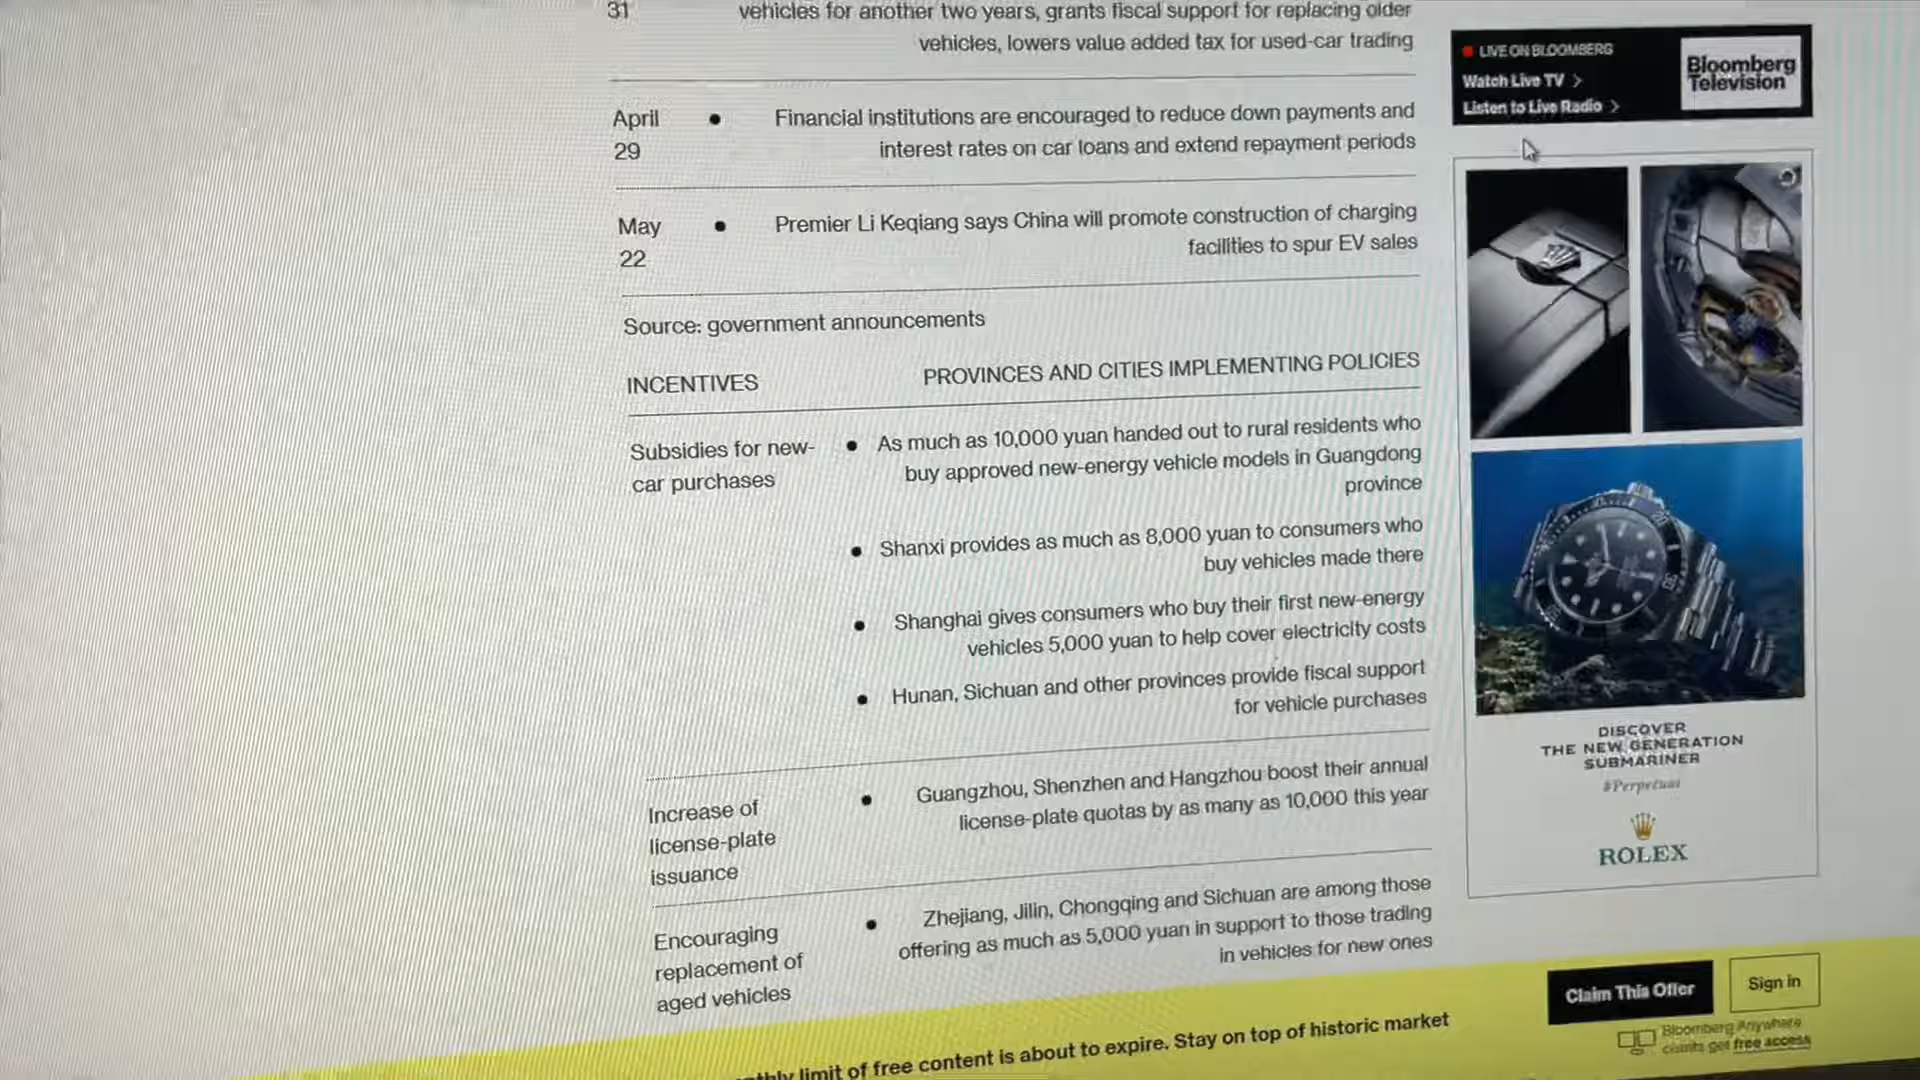 31
vehicles for another two years, grants fiscal support for replacing older
vehicles, lowers value added tax for used-car trading
April
29
Financial institutions are encouraged to reduce down payments and
interest rates on car loans and extend repayment periods
May
22
Premier Li Keqiang says China will promote construction of charging
facilities to spur EV sales
Source: government announcements
INCENTIVES
PROVINCES AND CITIES IMPLEMENTING POLICIES
Subsidies for new-
car purchases
As much as 10,000 yuan handed out to rural residents who
buy approved new-energy vehicle models in Guangdong
province
Shanxi provides as much as 8,000 yuan to consumers who
buy vehicles made there
Shanghai gives consumers who buy their first new-energy
vehicles 5,000 yuan to help cover electricity costs
Hunan, Sichuan and other provinces provide fiscal support
for vehicle purchases
Increase of
license-plate
issuance
Guangzhou, Shenzhen and Hangzhou boost their annual
license-plate quotas by as many as 10,000 this year
Encouraging
replacement of
aged vehicles
Zhejiang, Jilin, Chongqing and Sichuan are among those
offering as much as 5,000 yuan in support to those trading
in vehicles for new ones
LIVE ON BLOOMBERG
Watch Live TV >
Listen to Live Radio >
Bloomberg
Television
DISCOVER
THE NEW GENERATION
SUBMARINER
#Perpetual
ROLEX
limit of free content is about to expire. Stay on top of historic market
Claim This Offer
Sign in
Bloomberg Anywhere
get free access